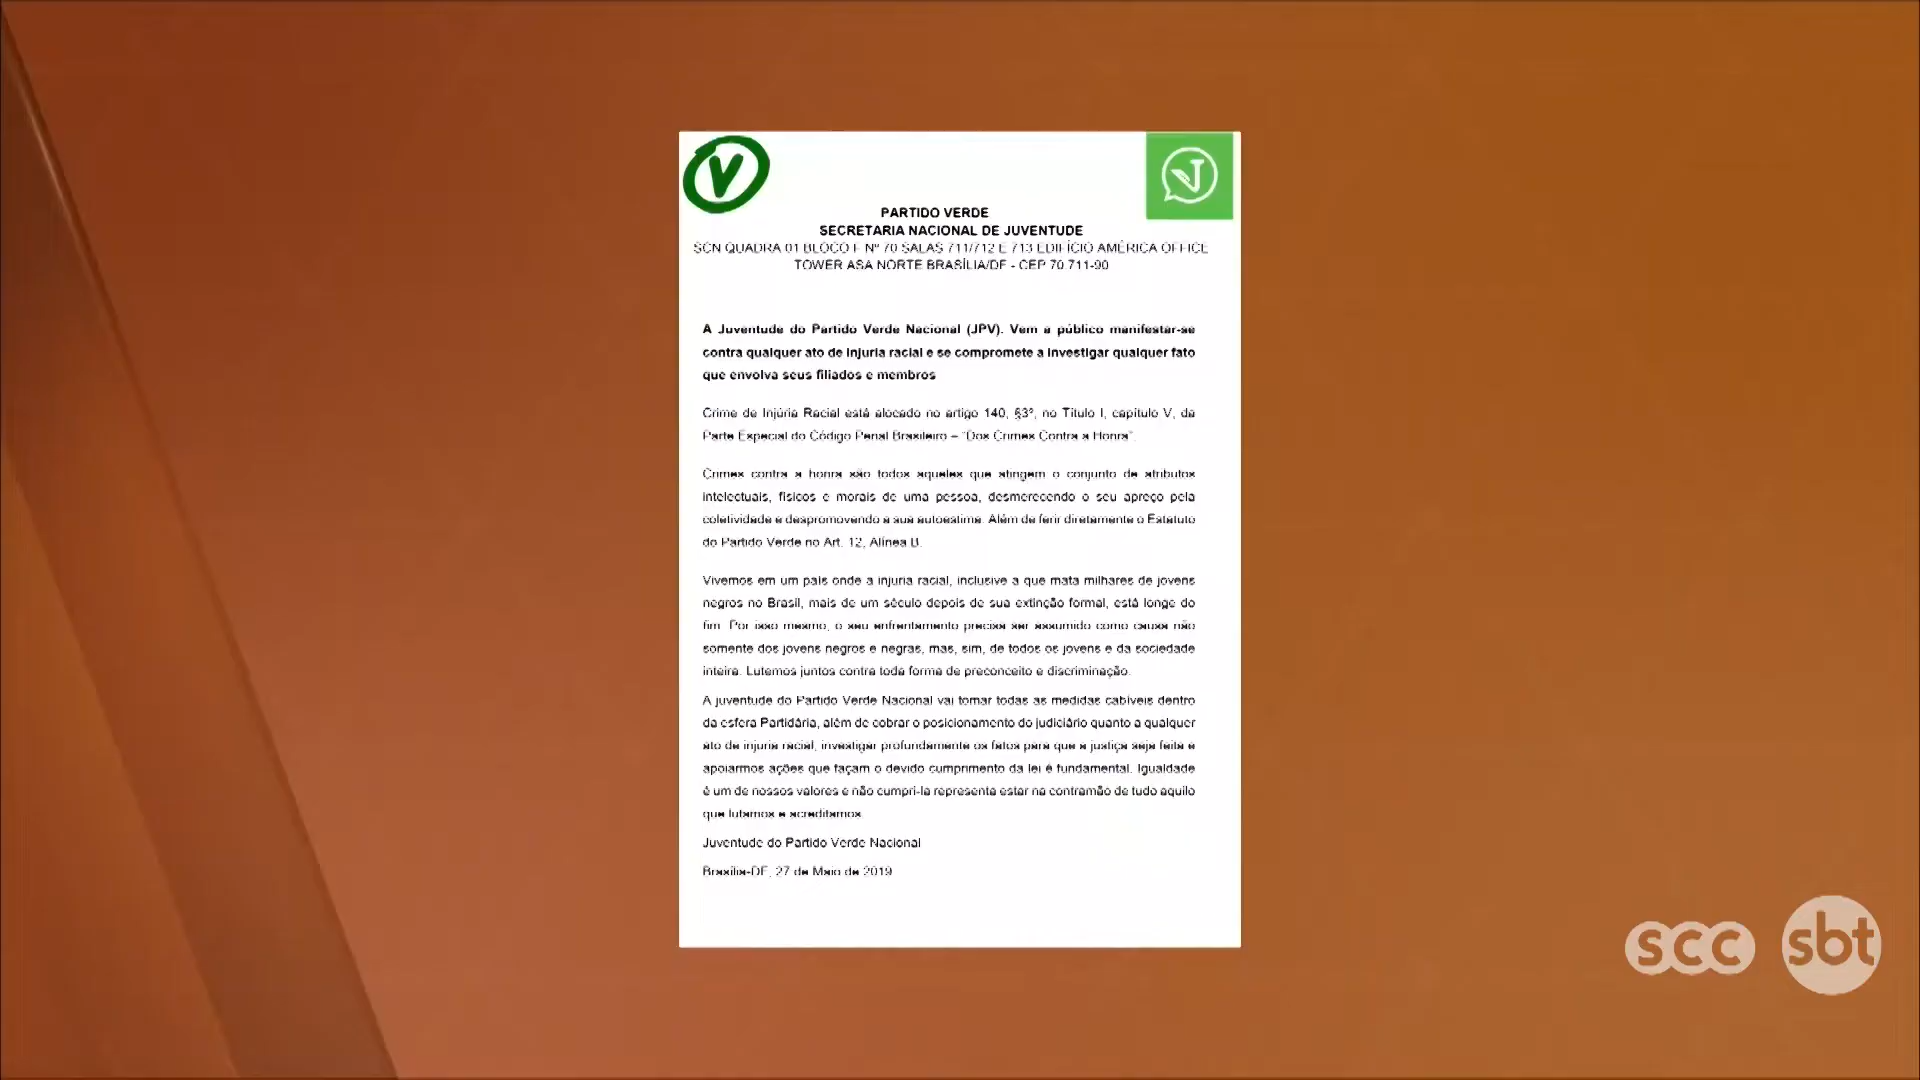 V
PARTIDO VERDE
SECRETARIA NACIONAL DE JUVENTUDE
SCN QUADRA 01 BLOCO F Nº 70 SALAS 711/712 E 713 EDIFÍCIO AMÉRICA OFFICE
TOWER ASA NORTE BRASÍLIA/DF - CEP 70.711-90
A Juventude do Partido Verde Nacional (JPV). Vem a público manifestar-se
contra qualquer ato de injuria racial e se compromete a investigar qualquer fato
que envolva seus filiados e membros
Crime de Injúria Racial está alocado no artigo 140, §3º, no Título I, capítulo V, da
Parte Especial do Código Penal Brasileiro – "Dos Crimes Contra a Honra".
Crimes contra a honra são todos aqueles que atingem o conjunto de atributos
intelectuais, físicos e morais de uma pessoa, desmerecendo o seu apreço pela
coletividade e despromovendo a sua autoestima. Além de ferir diretamente o Estatuto
do Partido Verde no Art. 12, Alínea B.
Vivemos em um país onde a injuria racial, inclusive a que mata milhares de jovens
negros no Brasil, mais de um século depois de sua extinção formal, está longe do
fim. Por isso mesmo, o seu enfrentamento precisa ser assumido como causa não
somente dos jovens negros e negras, mas, sim, de todos os jovens e da sociedade
inteira. Lutemos juntos contra toda forma de preconceito e discriminação.
A juventude do Partido Verde Nacional vai tomar todas as medidas cabíveis dentro
da esfera Partidária, além de cobrar o posicionamento do judiciário quanto a qualquer
ato de injuria racial, investigar profundamente os fatos para que a justiça seja feita e
apoiarmos ações que façam o devido cumprimento da lei é fundamental. Igualdade
é um de nossos valores e não cumpri-la representa estar na contramão de tudo aquilo
que lutamos e acreditamos.
Juventude do Partido Verde Nacional
Brasília-DF, 27 de Maio de 2019
scc sbt